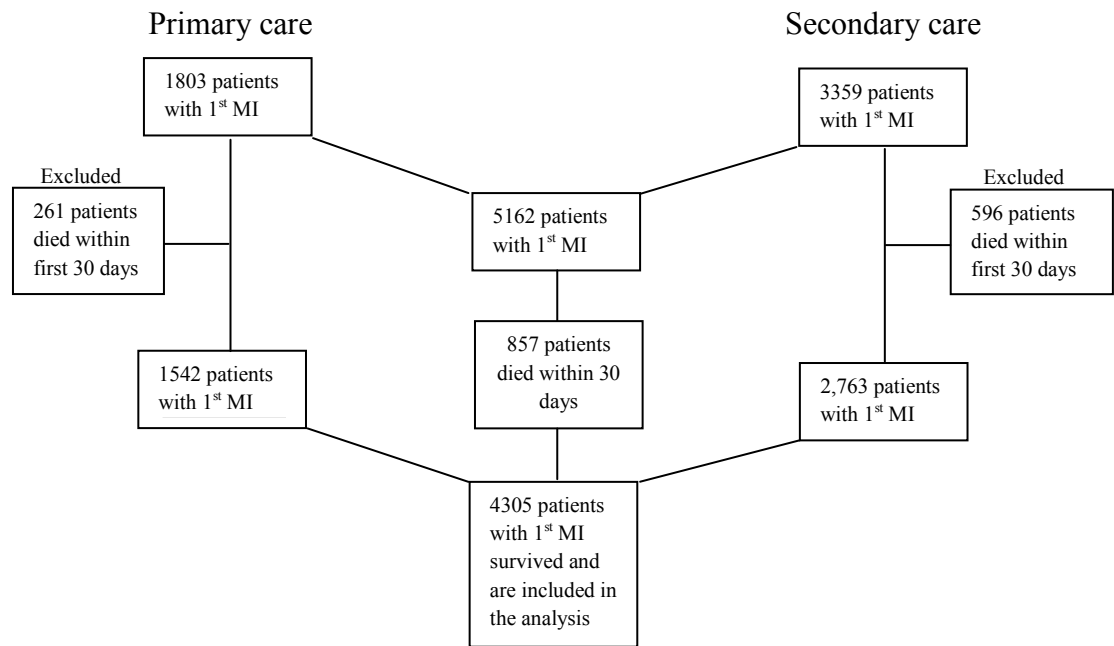 Primary care
Secondary care
1803 patients
with 1st MI
3359 patients
with 1st MI
Excluded
261 patients
died within
first 30 days
5162 patients
with 1st MI
Excluded
596 patients
died within
first 30 days
857 patients
died within 30
days
1542 patients
with 1st MI
2,763 patients
with 1st MI
4305 patients
with 1st MI
survived and
are included in
the analysis